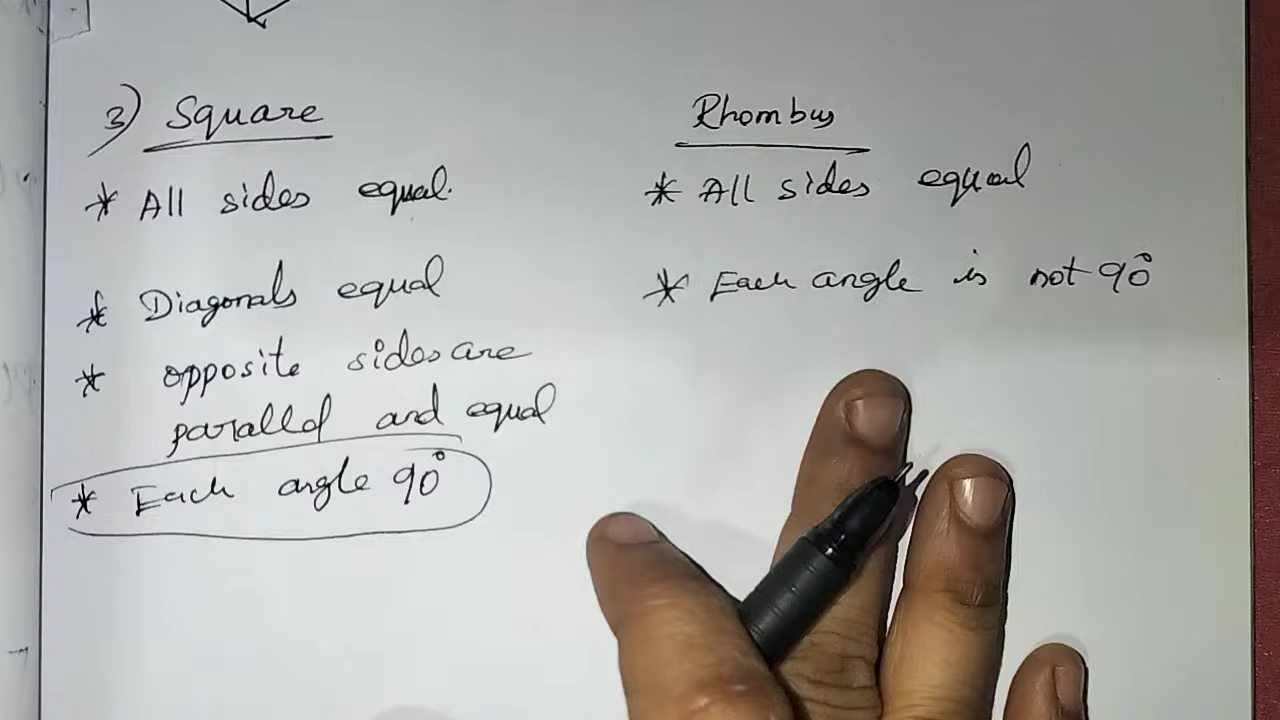 3) Square
* All sides equal.
* Diagonals equal
* opposite sides are
parallel and equal
* Each angle 90°
Rhombus
* All sides equal
* Each angle is not 90°